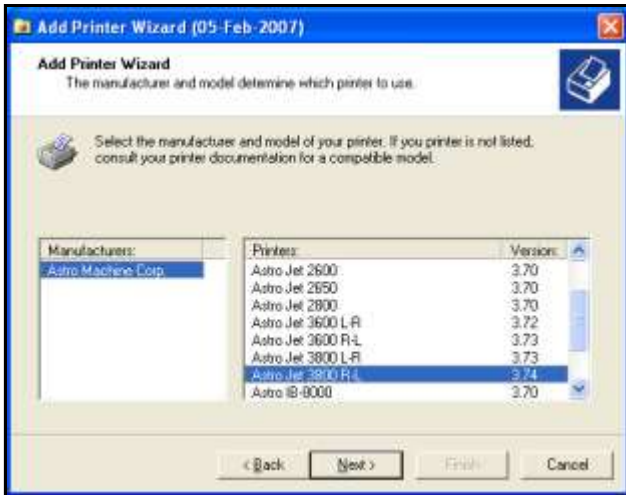 Add Printer Wizard (05-Feb-2007)
Add Printer Wizard
The manufacturer and model determine which printer to use.
Select the manufacturer and model of your printer. If you printer is not listed,
consult your printer documentation for a compatible model.
Manufacturers:
Astro Machine Corp.
Printers: Version:
Astro Jet 2600 3.70
Astro Jet 2650 3.70
Astro Jet 2800 3.70
Astro Jet 3600 L-R 3.72
Astro Jet 3600 R-L 3.73
Astro Jet 3800 L-R 3.73
Astro Jet 3800 R-L 3.74
Astro IB-8000 3.70
< Back Next > Finish Cancel